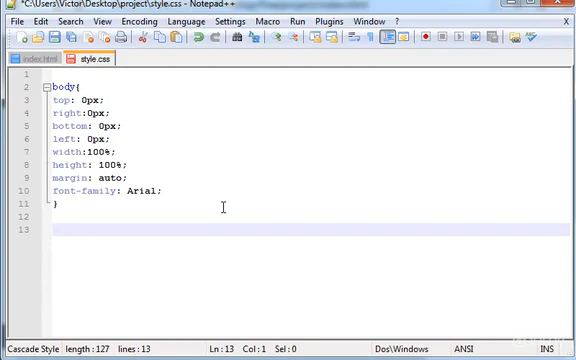 *C:\Users\Victor\Desktop\project\style.css - Notepad++
File Edit Search View Encoding Language Settings Macro Run Plugins Window ?
index.html style.css
1
2 body{
3 top: 0px;
4 right:0px;
5 bottom: 0px;
6 left: 0px;
7 width:100%;
8 height: 100%;
9 margin: auto;
10 font-family: Arial;
11 }
12
13
Cascade Style length : 127 lines : 13 Ln : 13 Col : 1 Sel : 0 Dos\Windows ANSI INS